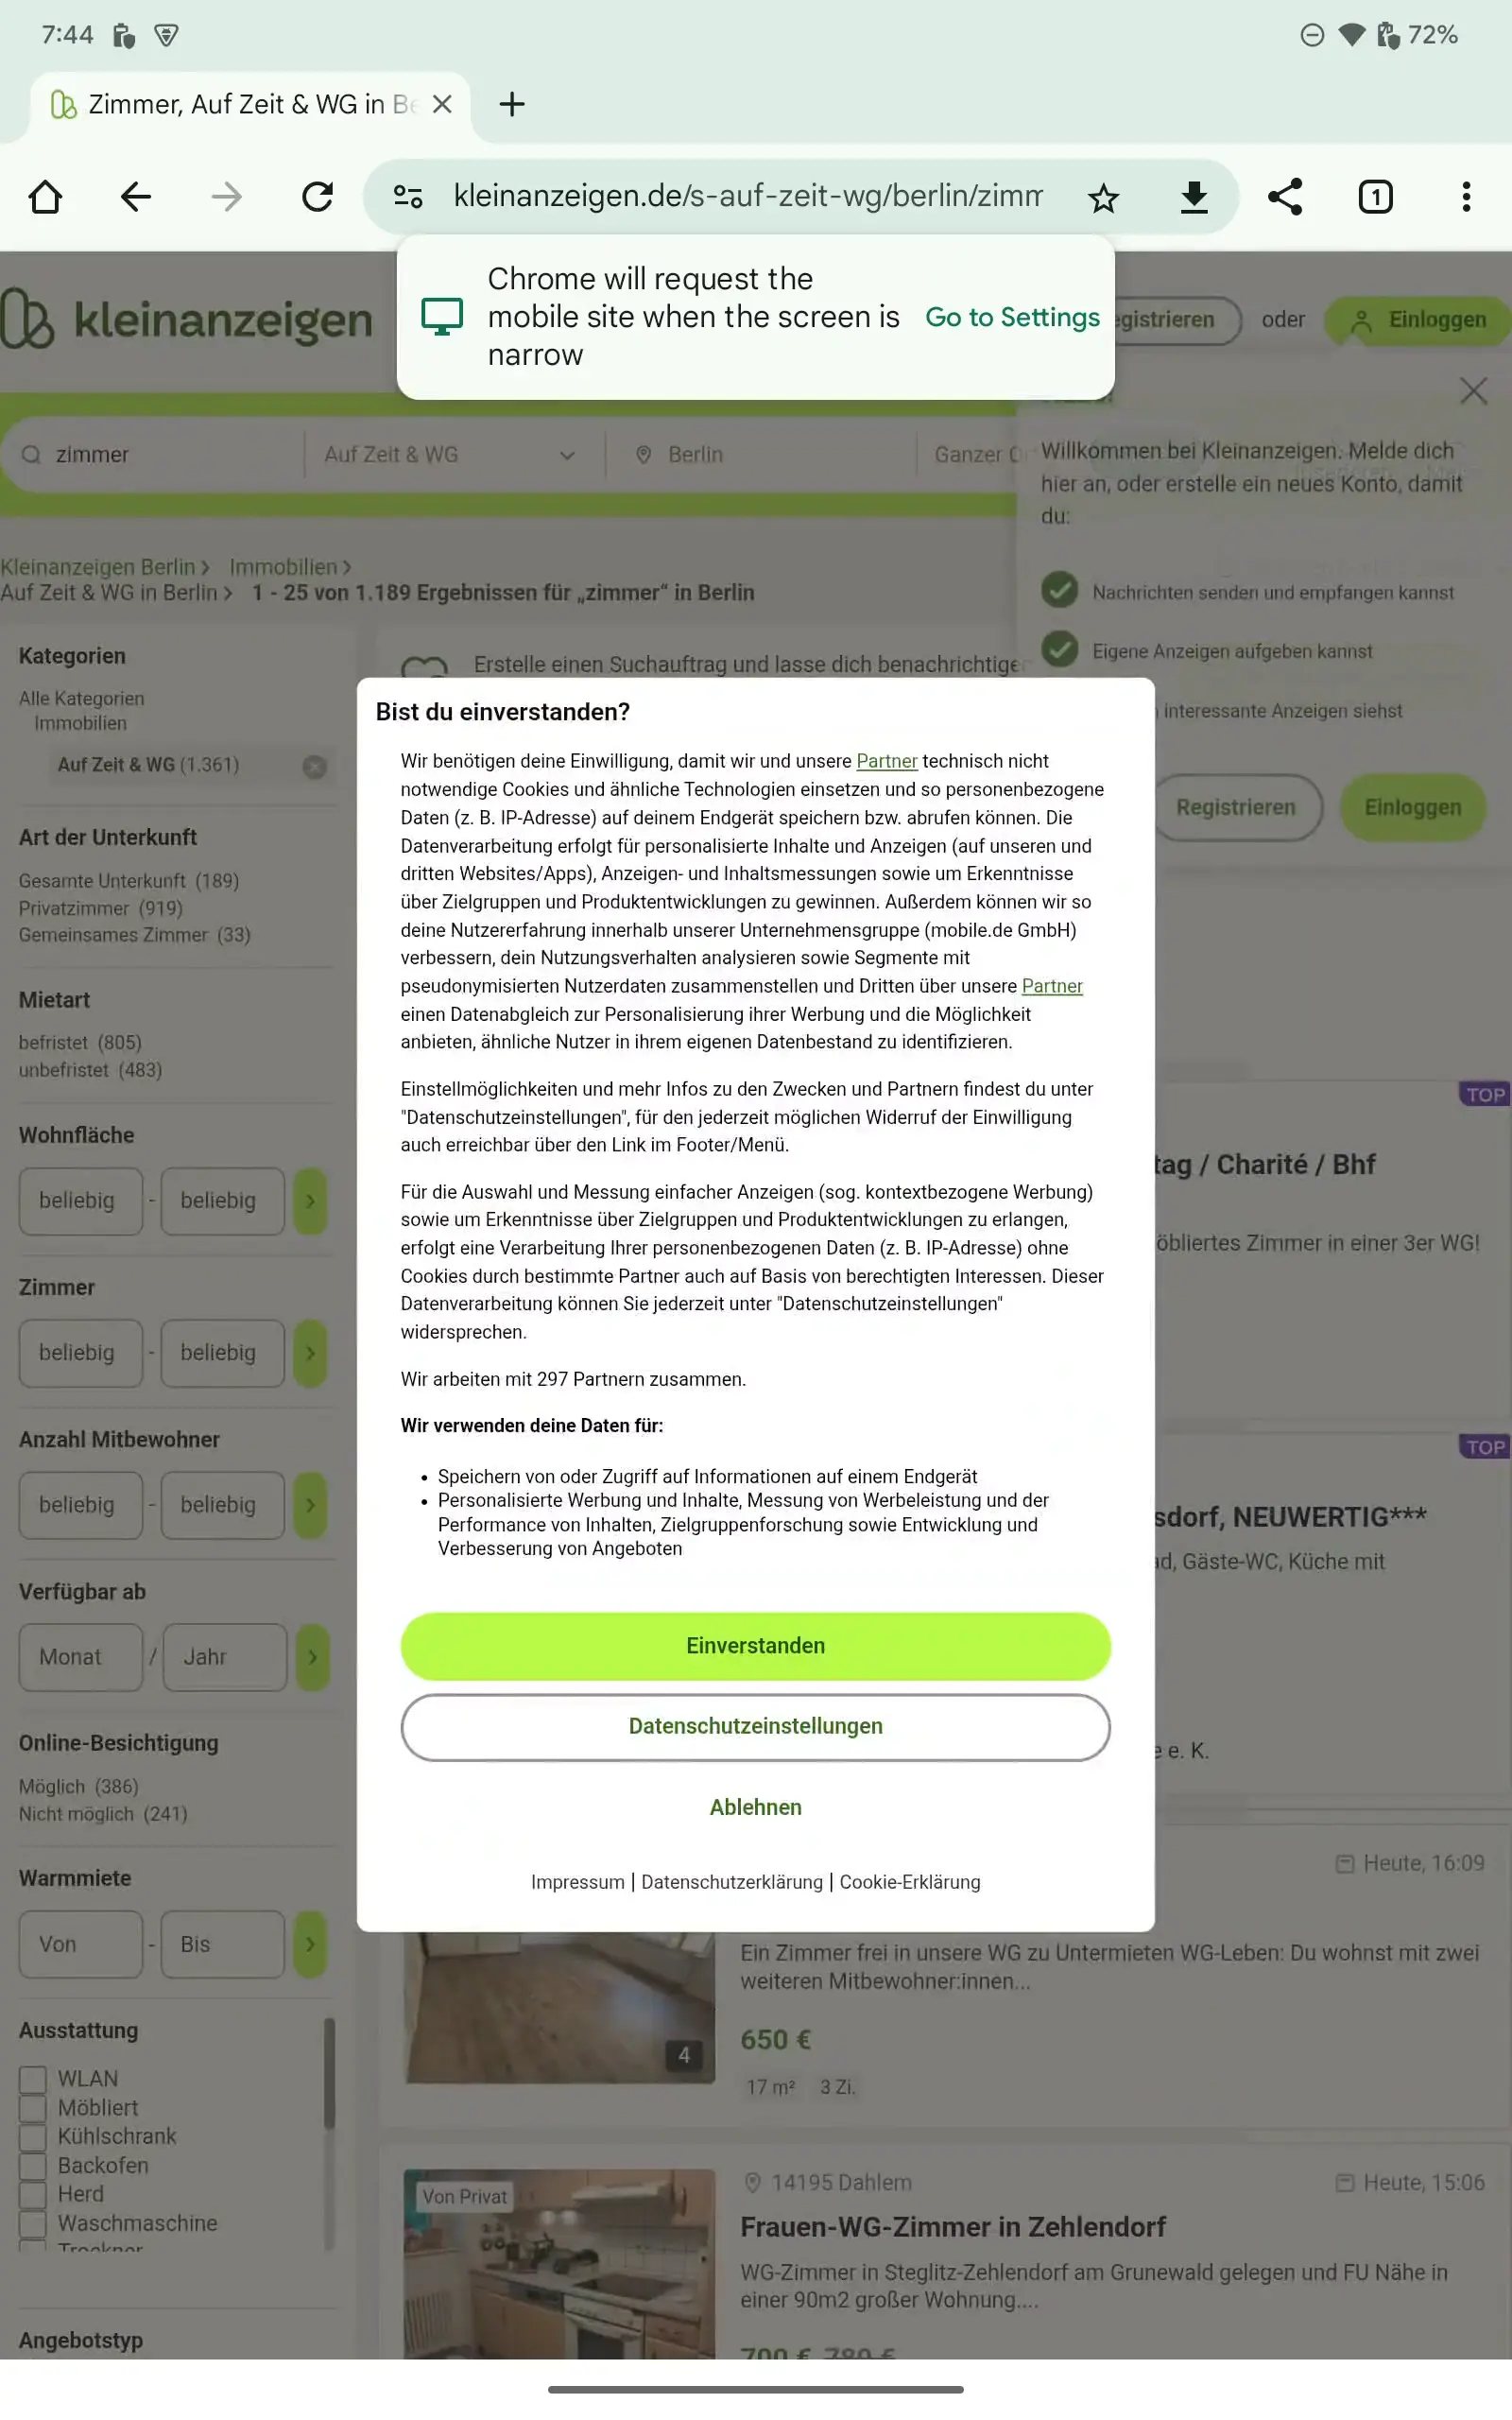 7:44
72%
Zimmer, Auf Zeit & WG in Be
kleinanzeigen.de/s-auf-zeit-wg/berlin/zimm
1
Chrome will request the
mobile site when the screen is
narrow
Go to Settings
kleinanzeigen
egistrieren
oder
Einloggen
zimmer
Auf Zeit & WG
Berlin
Ganzer
Willkommen bei Kleinanzeigen. Melde dich
hier an, oder erstelle ein neues Konto, damit
du:
Nachrichten senden und empfangen kannst
Eigene Anzeigen aufgeben kannst
interessante Anzeigen siehst
Registrieren
Einloggen
Kleinanzeigen Berlin
Immobilien
Auf Zeit & WG in Berlin
1 - 25 von 1.189 Ergebnissen für „zimmer“ in Berlin
Erstelle einen Suchauftrag und lasse dich benachrichtige
Kategorien
Alle Kategorien
Immobilien
Auf Zeit & WG (1.361)
Art der Unterkunft
Gesamte Unterkunft (189)
Privatzimmer (919)
Gemeinsames Zimmer (33)
Mietart
befristet (805)
unbefristet (483)
Wohnfläche
beliebig - beliebig
Zimmer
beliebig - beliebig
Anzahl Mitbewohner
beliebig - beliebig
Verfügbar ab
Monat / Jahr
Online-Besichtigung
Möglich (386)
Nicht möglich (241)
Warmmiete
Von - Bis
Ausstattung
WLAN
Möbliert
Kühlschrank
Backofen
Herd
Waschmaschine
Trockner
Angebotstyp
Bist du einverstanden?
Wir benötigen deine Einwilligung, damit wir und unsere Partner technisch nicht
notwendige Cookies und ähnliche Technologien einsetzen und so personenbezogene
Daten (z. B. IP-Adresse) auf deinem Endgerät speichern bzw. abrufen können. Die
Datenverarbeitung erfolgt für personalisierte Inhalte und Anzeigen (auf unseren und
dritten Websites/Apps), Anzeigen- und Inhaltsmessungen sowie um Erkenntnisse
über Zielgruppen und Produktentwicklungen zu gewinnen. Außerdem können wir so
deine Nutzererfahrung innerhalb unserer Unternehmensgruppe (mobile.de GmbH)
verbessern, dein Nutzungsverhalten analysieren sowie Segmente mit
pseudonymisierten Nutzerdaten zusammenstellen und Dritten über unsere Partner
einen Datenabgleich zur Personalisierung ihrer Werbung und die Möglichkeit
anbieten, ähnliche Nutzer in ihrem eigenen Datenbestand zu identifizieren.
Einstellmöglichkeiten und mehr Infos zu den Zwecken und Partnern findest du unter
"Datenschutzeinstellungen", für den jederzeit möglichen Widerruf der Einwilligung
auch erreichbar über den Link im Footer/Menü.
Für die Auswahl und Messung einfacher Anzeigen (sog. kontextbezogene Werbung)
sowie um Erkenntnisse über Zielgruppen und Produktentwicklungen zu erlangen,
erfolgt eine Verarbeitung Ihrer personenbezogenen Daten (z. B. IP-Adresse) ohne
Cookies durch bestimmte Partner auch auf Basis von berechtigten Interessen. Dieser
Datenverarbeitung können Sie jederzeit unter "Datenschutzeinstellungen"
widersprechen.
Wir arbeiten mit 297 Partnern zusammen.
Wir verwenden deine Daten für:
• Speichern von oder Zugriff auf Informationen auf einem Endgerät
• Personalisierte Werbung und Inhalte, Messung von Werbeleistung und der
Performance von Inhalten, Zielgruppenforschung sowie Entwicklung und
Verbesserung von Angeboten
Einverstanden
Datenschutzeinstellungen
Ablehnen
Impressum | Datenschutzerklärung | Cookie-Erklärung
TOP
tag / Charité / Bhf
öbliertes Zimmer in einer 3er WG!
TOP
sdorf, NEUWERTIG***
ad, Gäste-WC, Küche mit
e e. K.
Heute, 16:09
Ein Zimmer frei in unsere WG zu Untermieten WG-Leben: Du wohnst mit zwei
weiteren Mitbewohner:innen...
650 €
17 m² 3 Zi.
4
Von Privat
14195 Dahlem
Heute, 15:06
Frauen-WG-Zimmer in Zehlendorf
WG-Zimmer in Steglitz-Zehlendorf am Grunewald gelegen und FU Nähe in
einer 90m2 großer Wohnung....
700 € 780 €